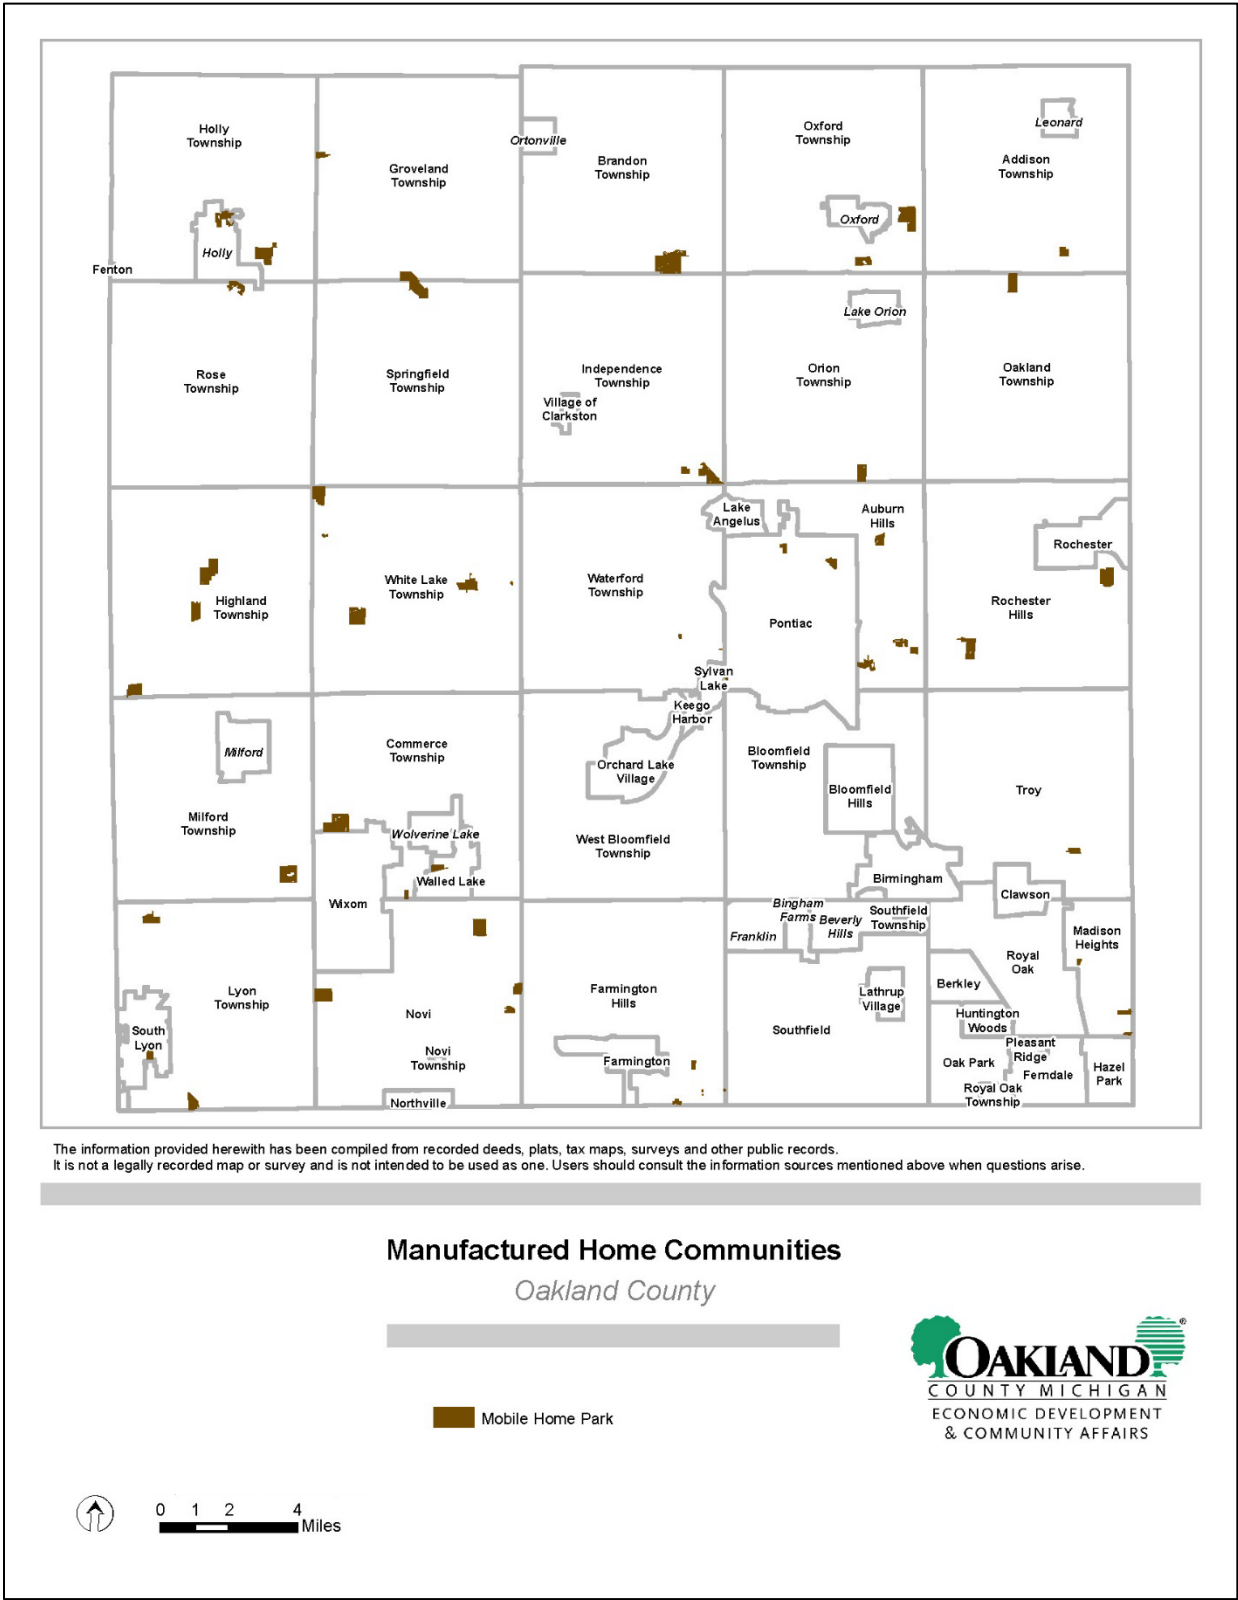 Holly
Township
Groveland
Township
Ortonville
Brandon
Township
Oxford
Township
Leonard
Addison
Township
Holly
Oxford
Fenton
Rose
Township
Springfield
Township
Independence
Township
Village of
Clarkston
Lake Orion
Orion
Township
Oakland
Township
Lake
Angelus
Auburn
Hills
Rochester
Highland
Township
White Lake
Township
Waterford
Township
Pontiac
Rochester
Hills
Sylvan
Lake
Keego
Harbor
Milford
Commerce
Township
Orchard Lake
Village
Bloomfield
Township
Bloomfield
Hills
Troy
Milford
Township
Wolverine Lake
West Bloomfield
Township
Walled Lake
Birmingham
Clawson
Wixom
Bingham
Farms
Beverly
Hills
Southfield
Township
Franklin
Madison
Heights
Royal
Oak
Lyon
Township
Novi
Farmington
Hills
Lathrup
Village
Berkley
Huntington
Woods
South
Lyon
Southfield
Novi
Township
Farmington
Pleasant
Ridge
Oak Park
Ferndale
Hazel
Park
Royal Oak
Township
Northville
The information provided herewith has been compiled from recorded deeds, plats, tax maps, surveys and other public records.
It is not a legally recorded map or survey and is not intended to be used as one. Users should consult the information sources mentioned above when questions arise.
Manufactured Home Communities
Oakland County
OAKLAND®
COUNTY MICHIGAN
ECONOMIC DEVELOPMENT
& COMMUNITY AFFAIRS
Mobile Home Park
0 1 2 4
Miles